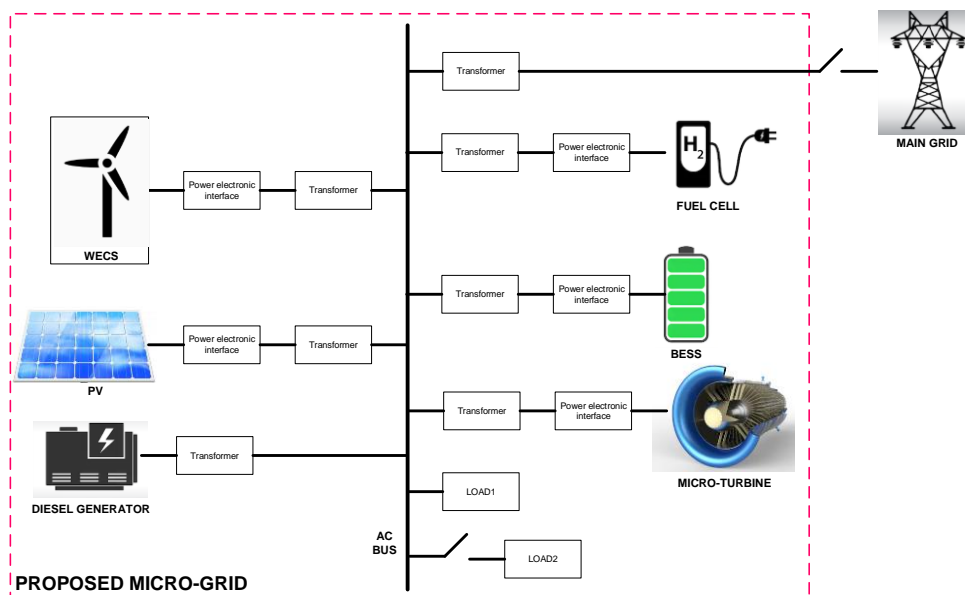 Transformer
MAIN GRID
Transformer
Power electronic
interface
H2
FUEL CELL
Power electronic
interface
Transformer
WECS
Transformer
Power electronic
interface
BESS
Power electronic
interface
Transformer
PV
Transformer
Power electronic
interface
MICRO-TURBINE
Transformer
DIESEL GENERATOR
LOAD1
AC
BUS
LOAD2
PROPOSED MICRO-GRID